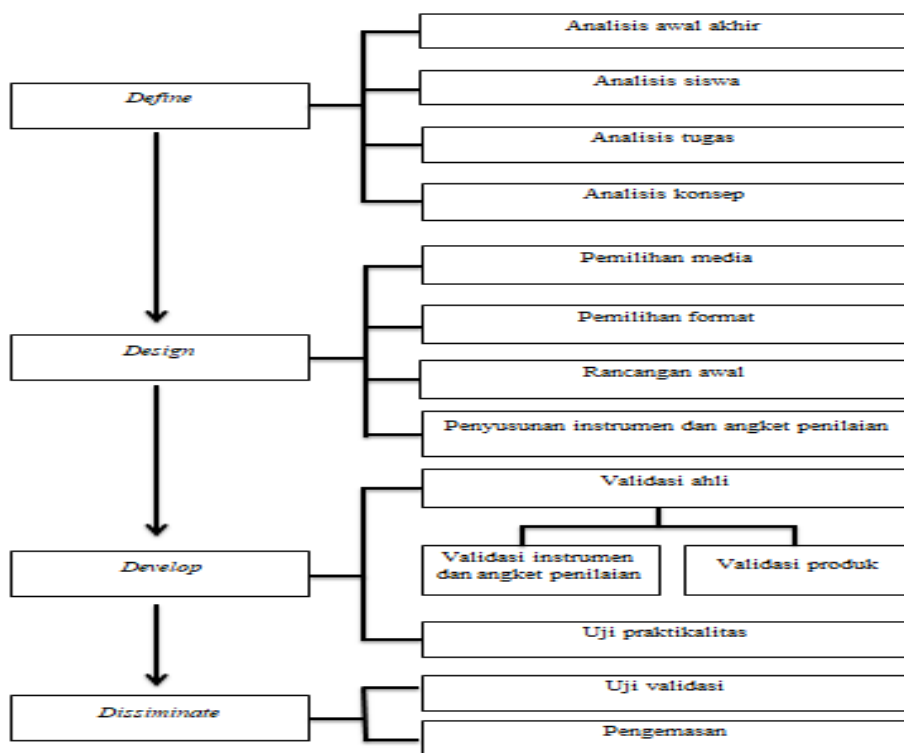 Define
Analisis awal akhir
Analisis siswa
Analisis tugas
Analisis konsep
Design
Pemilihan media
Pemilihan format
Rancangan awal
Penyusunan instrumen dan angket penilaian
Develop
Validasi ahli
Validasi instrumen
dan angket penilaian
Validasi produk
Uji praktikalitas
Dissiminate
Uji validasi
Pengemasan